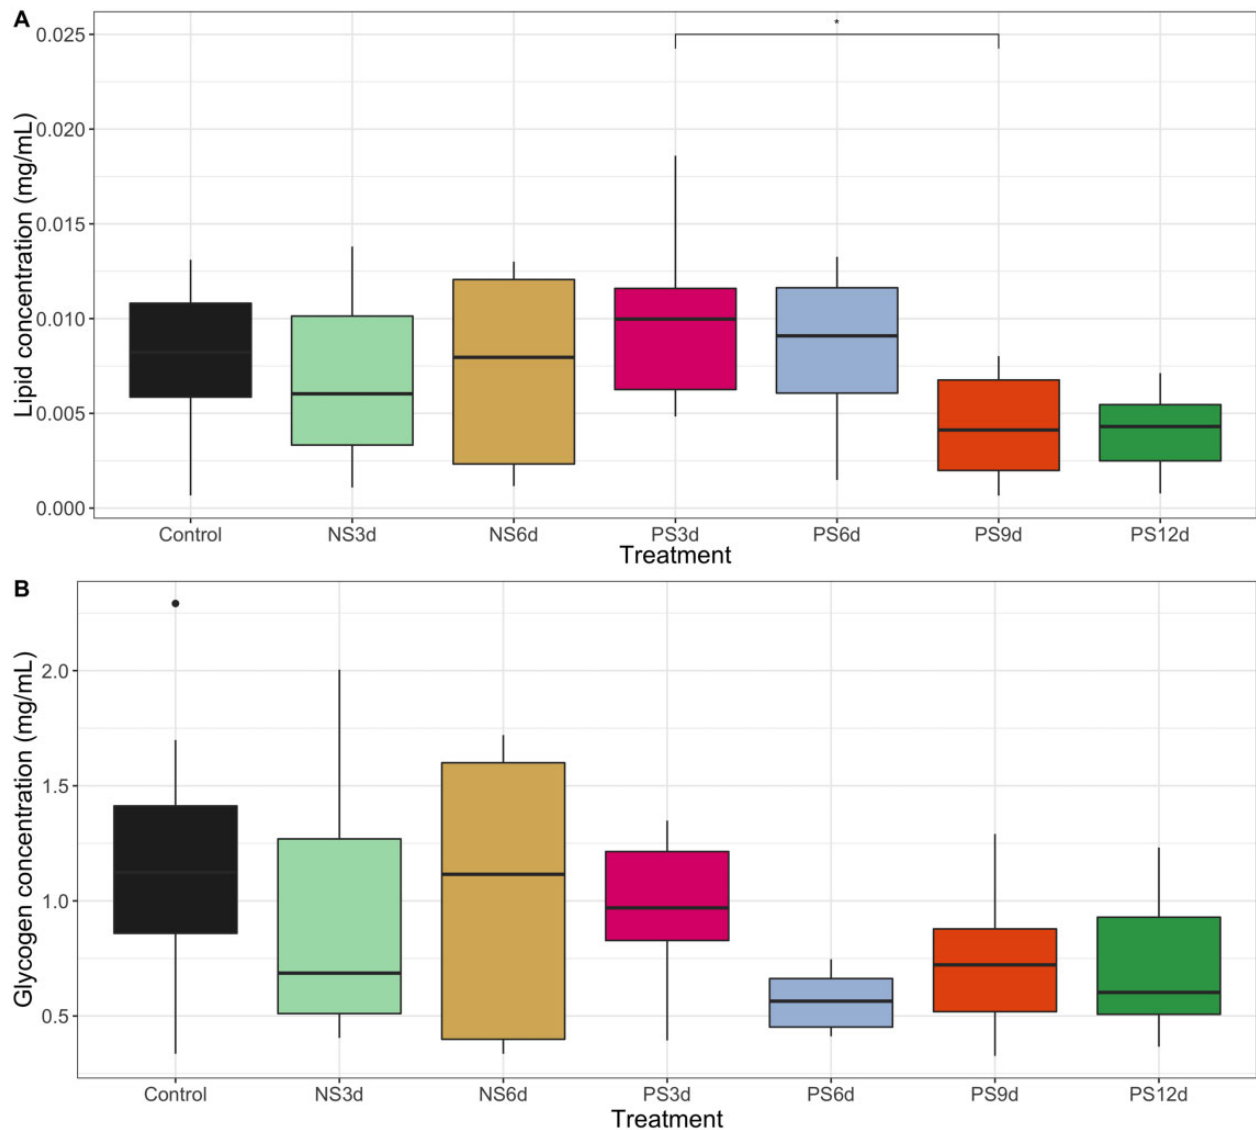 A
*
0.025
0.020
0.015
0.010
0.005
0.000
Lipid concentration (mg/mL)
Control NS3d NS6d PS3d PS6d PS9d PS12d
Treatment
B
2.0
1.5
1.0
0.5
Glycogen concentration (mg/mL)
Control NS3d NS6d PS3d PS6d PS9d PS12d
Treatment